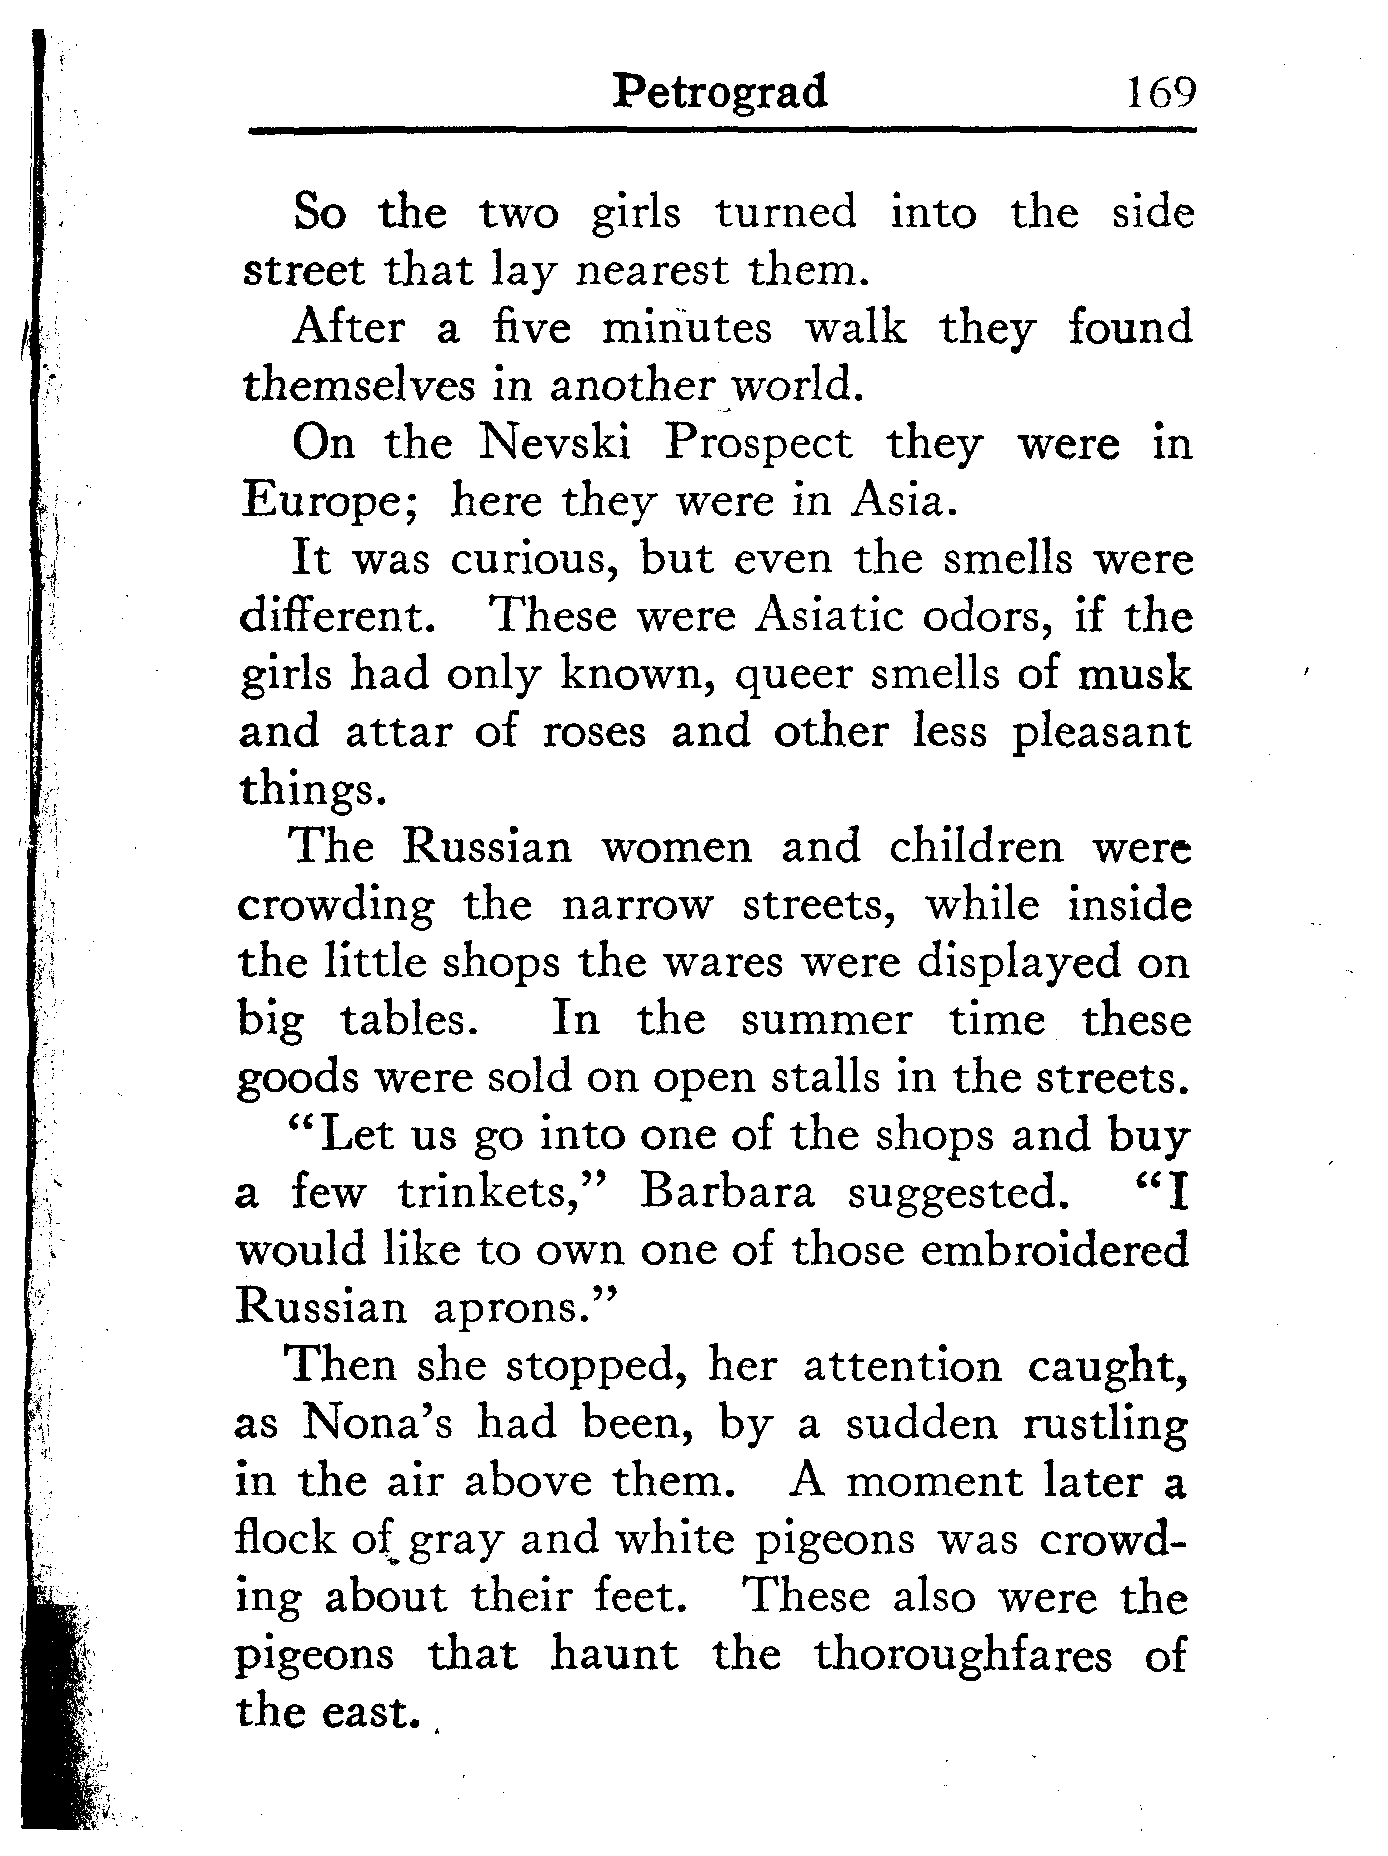 Petrograd 169
So the two girls turned into the side
street that lay nearest them.
After a five minutes walk they found
themselves in another world.
On the Nevski Prospect they were in
Europe; here they were in Asia.
It was curious, but even the smells were
different. These were Asiatic odors, if the
girls had only known, queer smells of musk
and attar of roses and other less pleasant
things.
The Russian women and children were
crowding the narrow streets, while inside
the little shops the wares were displayed on
big tables. In the summer time these
goods were sold on open stalls in the streets.
“Let us go into one of the shops and buy
a few trinkets,” Barbara suggested. “I
would like to own one of those embroidered
Russian aprons.”
Then she stopped, her attention caught,
as Nona’s had been, by a sudden rustling
in the air above them. A moment later a
flock of gray and white pigeons was crowd-
ing about their feet. These also were the
pigeons that haunt the thoroughfares of
the east.